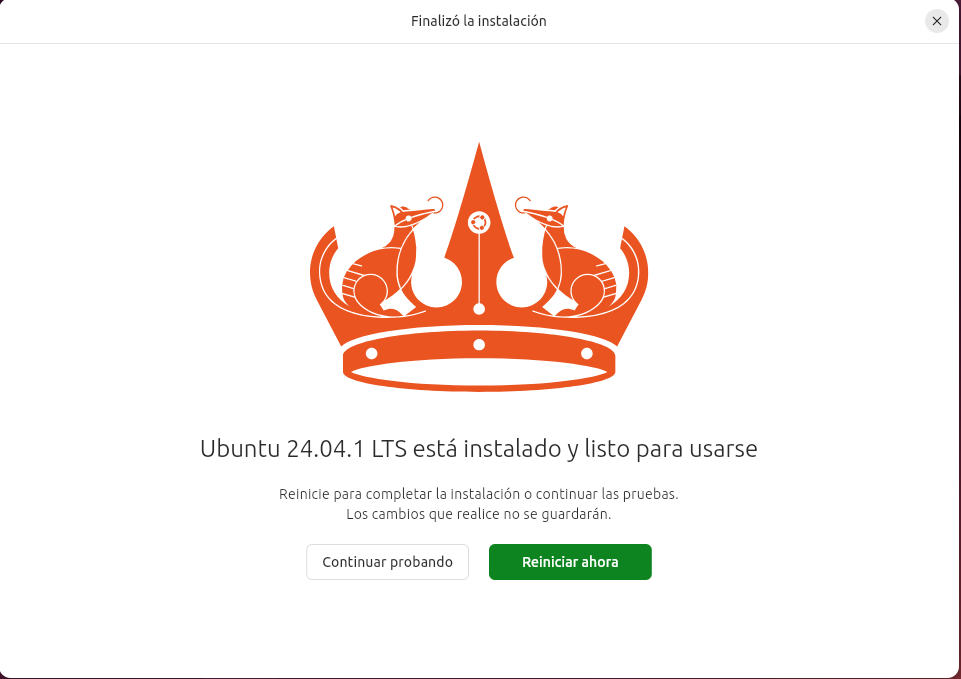 Finalizó la instalación
Ubuntu 24.04.1 LTS está instalado y listo para usarse
Reinicie para completar la instalación o continuar las pruebas.
Los cambios que realice no se guardarán.
Continuar probando
Reiniciar ahora